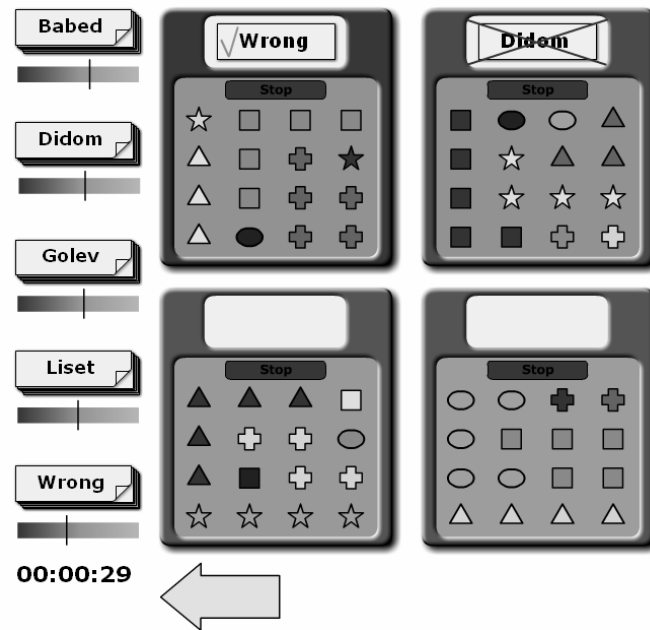 Babed
Didom
Golev
Liset
Wrong
00:00:29
Wrong
Stop
Didom
Stop
Stop
Stop